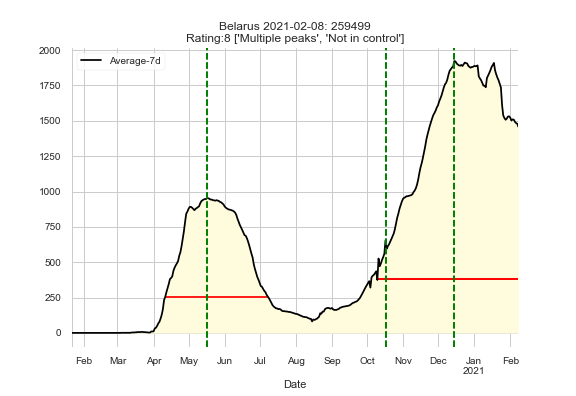 Belarus 2021-02-08: 259499
Rating:8 ['Multiple peaks', 'Not in control']
Average-7d
2000
1750
1500
1250
1000
750
500
250
0
Feb Mar Apr May Jun Jul Aug Sep Oct Nov Dec Jan Feb
2021
Date